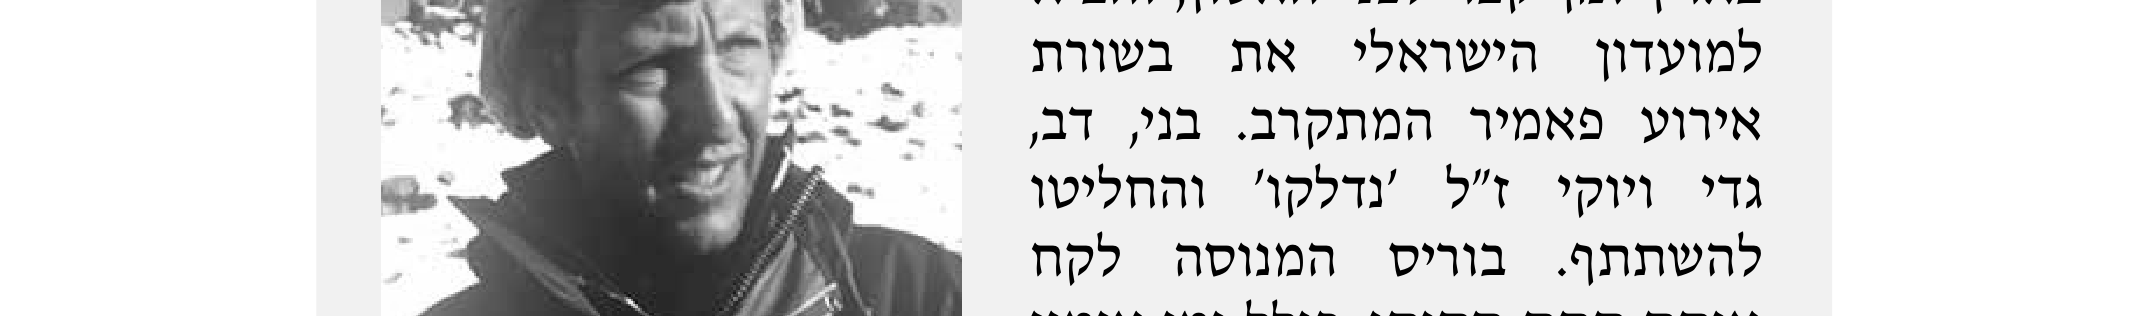 למועדון הישראלי את בשורת
אירוע פאמיר המתקרב. בני, דב,
גדי ויוקי ז"ל 'נדלקו' והחליטו
להשתתף. בוריס המנוסה לקח